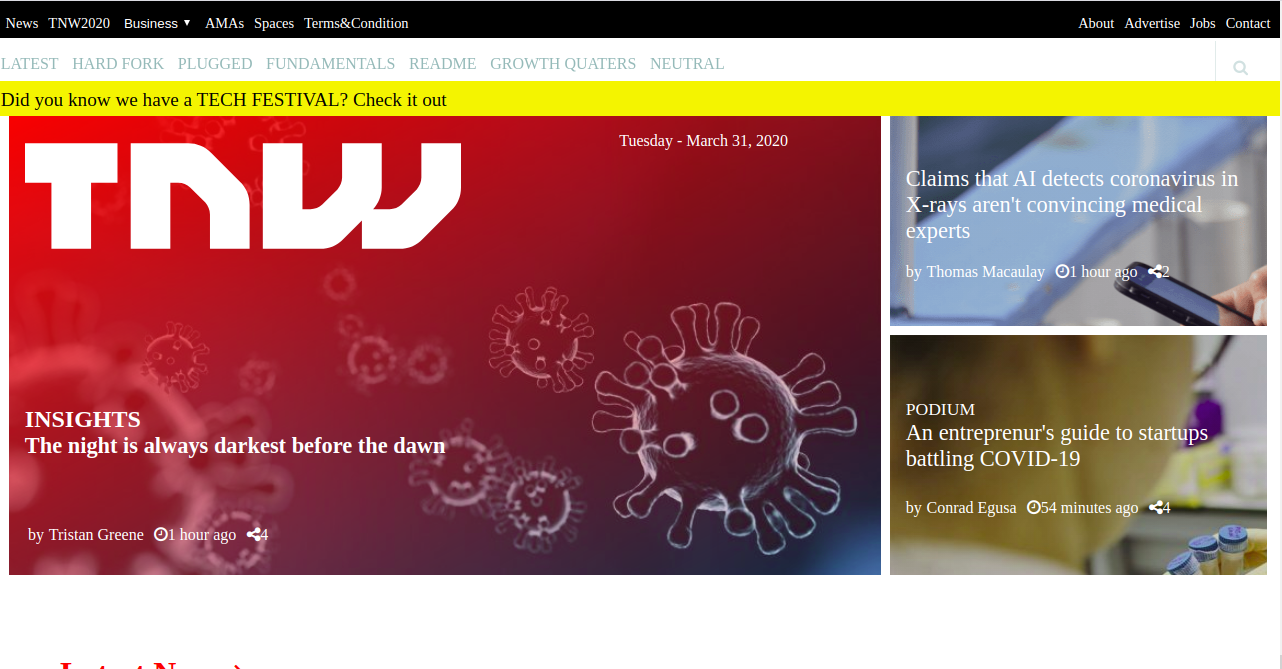 News TNW2020 Business ▼ AMAs Spaces Terms&Condition About Advertise Jobs Contact
LATEST HARD FORK PLUGGED FUNDAMENTALS README GROWTH QUATERS NEUTRAL
Did you know we have a TECH FESTIVAL? Check it out
TNW
Tuesday - March 31, 2020
INSIGHTS
The night is always darkest before the dawn
by Tristan Greene 1 hour ago 4
Claims that AI detects coronavirus in
X-rays aren't convincing medical
experts
by Thomas Macaulay 1 hour ago 2
PODIUM
An entreprenur's guide to startups
battling COVID-19
by Conrad Egusa 54 minutes ago 4